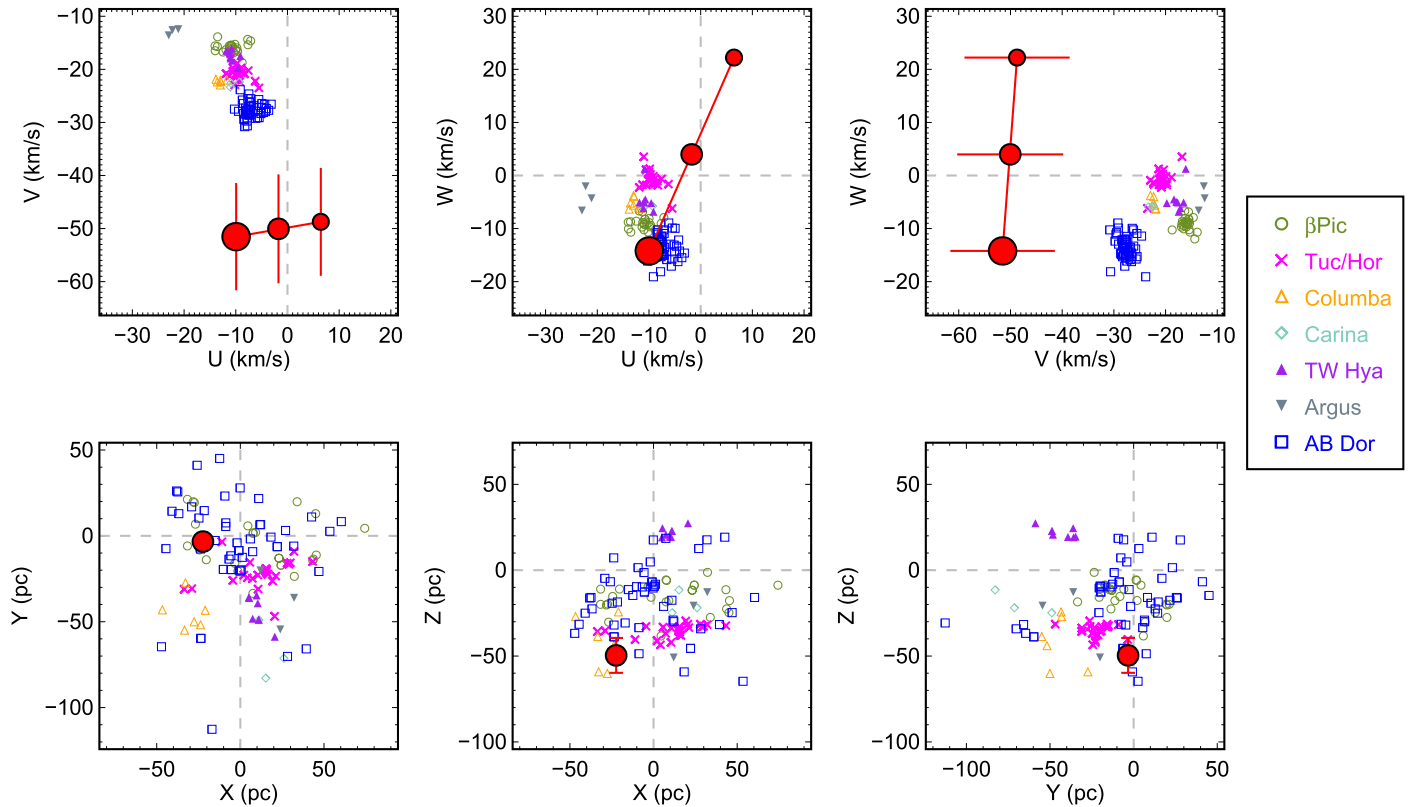 −10
−20
−30
−40
−50
−60
V (km/s)
−30 −20 −10 0 10 20
U (km/s)
30
20
10
0
−10
−20
W (km/s)
−30 −20 −10 0 10 20
U (km/s)
30
20
10
0
−10
−20
W (km/s)
−60 −50 −40 −30 −20 −10
V (km/s)
βPic
Tuc/Hor
Columba
Carina
TW Hya
Argus
AB Dor
50
0
−50
−100
Y (pc)
−50 0 50
X (pc)
50
0
−50
−100
Z (pc)
−50 0 50
X (pc)
50
0
−50
−100
Z (pc)
−100 −50 0 50
Y (pc)